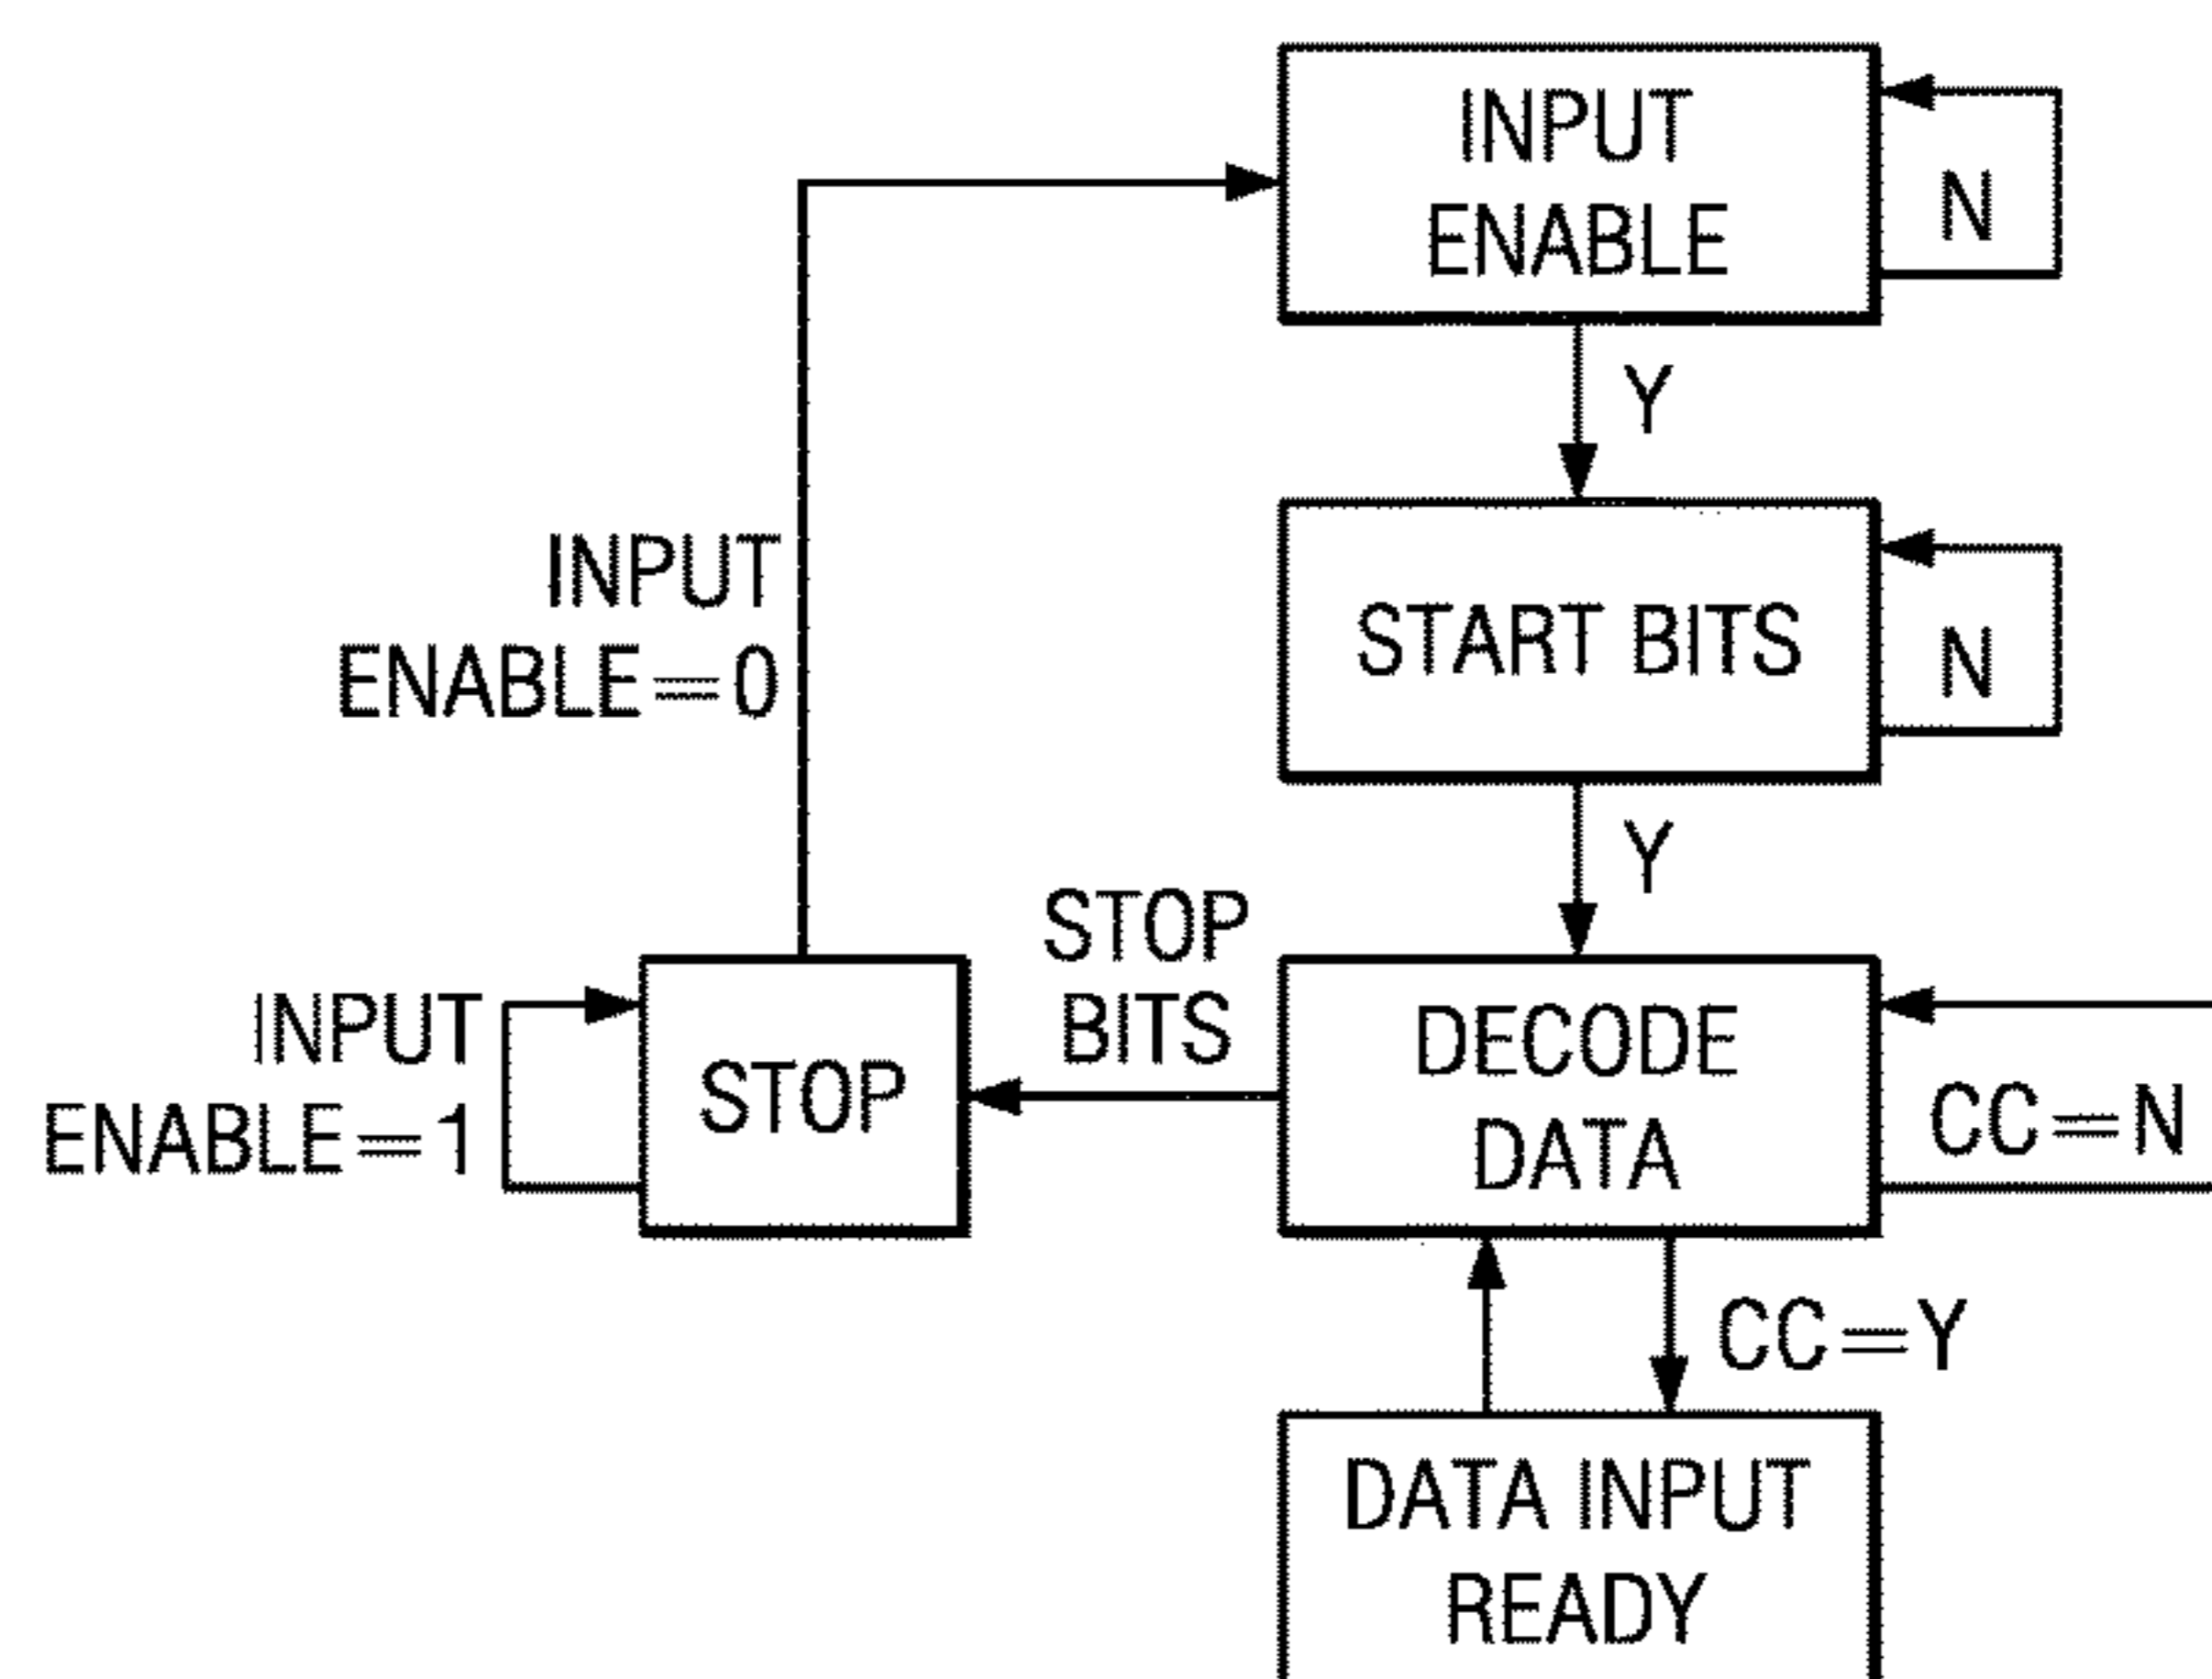 INPUT
ENABLE
N
Y
INPUT
ENABLE=0
START BITS
N
Y
STOP
BITS
INPUT
ENABLE=1
STOP
DECODE
DATA
CC=N
CC=Y
DATA INPUT
READY